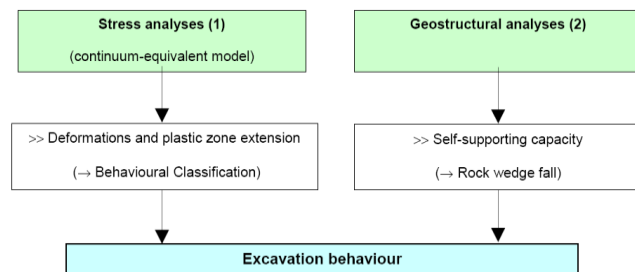 Stress analyses (1)
(continuum-equivalent model)
Geostructural analyses (2)
>> Deformations and plastic zone extension
(→ Behavioural Classification)
>> Self-supporting capacity
(→ Rock wedge fall)
Excavation behaviour